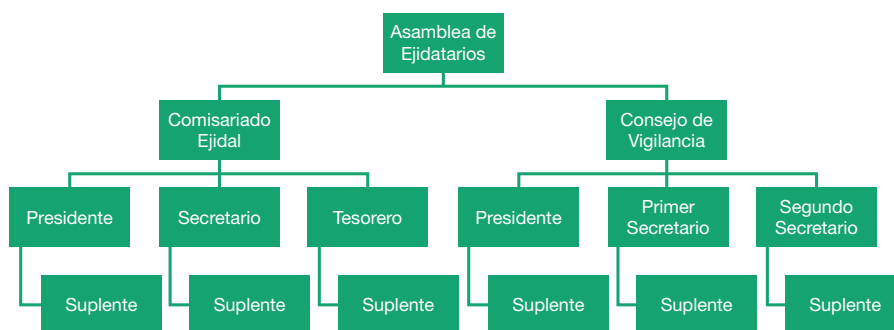 Asamblea de
Ejidatarios
Comisariado
Ejidal
Consejo de
Vigilancia
Presidente
Secretario
Tesorero
Presidente
Primer
Secretario
Segundo
Secretario
Suplente
Suplente
Suplente
Suplente
Suplente
Suplente